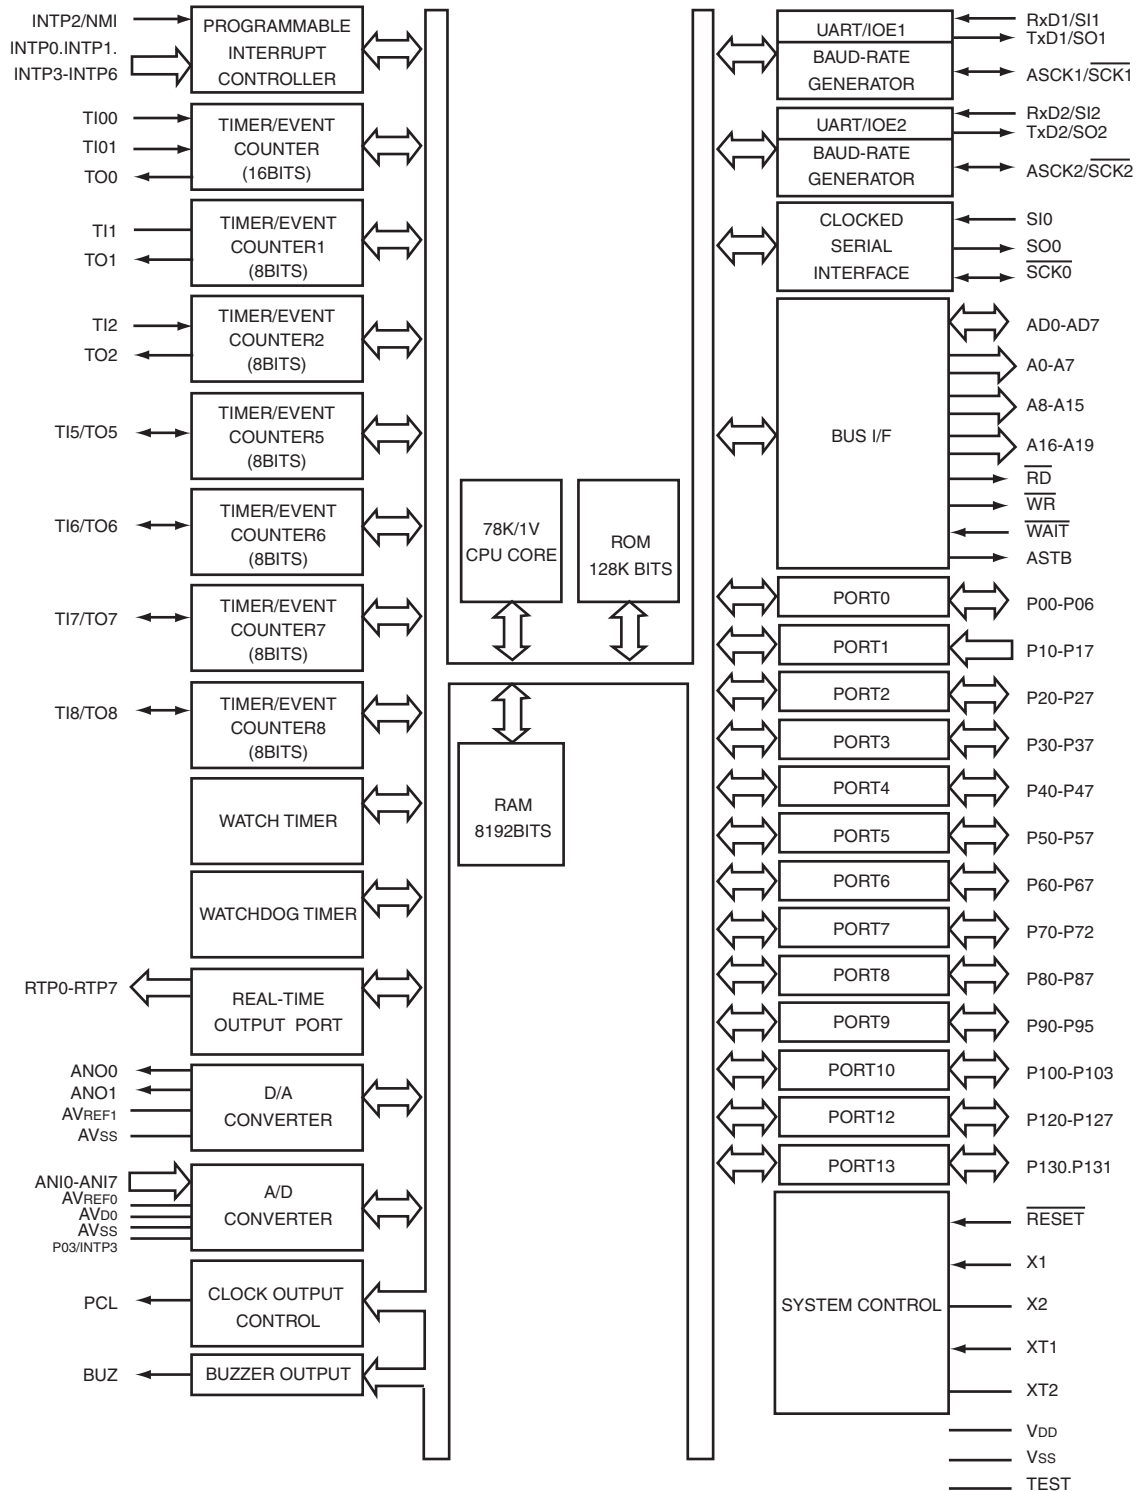 INTP2/NMI
INTP0.INTP1.
INTP3-INTP6
PROGRAMMABLE
INTERRUPT
CONTROLLER
TI00
TI01
TO0
TIMER/EVENT
COUNTER
(16BITS)
TI1
TO1
TIMER/EVENT
COUNTER1
(8BITS)
TI2
TO2
TIMER/EVENT
COUNTER2
(8BITS)
TI5/TO5
TIMER/EVENT
COUNTER5
(8BITS)
TI6/TO6
TIMER/EVENT
COUNTER6
(8BITS)
TI7/TO7
TIMER/EVENT
COUNTER7
(8BITS)
TI8/TO8
TIMER/EVENT
COUNTER8
(8BITS)
WATCH TIMER
WATCHDOG TIMER
RTP0-RTP7
REAL-TIME
OUTPUT PORT
ANO0
ANO1
AVREF1
AVSS
D/A
CONVERTER
ANI0-ANI7
AVREF0
AVD0
AVSS
P03/INTP3
A/D
CONVERTER
PCL
CLOCK OUTPUT
CONTROL
BUZ
BUZZER OUTPUT
78K/1V
CPU CORE
ROM
128K BITS
RAM
8192BITS
UART/IOE1
BAUD-RATE
GENERATOR
RxD1/SI1
TxD1/SO1
ASCK1/SCK1
UART/IOE2
BAUD-RATE
GENERATOR
RxD2/SI2
TxD2/SO2
ASCK2/SCK2
CLOCKED
SERIAL
INTERFACE
SI0
SO0
SCK0
BUS I/F
AD0-AD7
A0-A7
A8-A15
A16-A19
RD
WR
WAIT
ASTB
PORT0
P00-P06
PORT1
P10-P17
PORT2
P20-P27
PORT3
P30-P37
PORT4
P40-P47
PORT5
P50-P57
PORT6
P60-P67
PORT7
P70-P72
PORT8
P80-P87
PORT9
P90-P95
PORT10
P100-P103
PORT12
P120-P127
PORT13
P130.P131
SYSTEM CONTROL
RESET
X1
X2
XT1
XT2
VDD
VSS
TEST